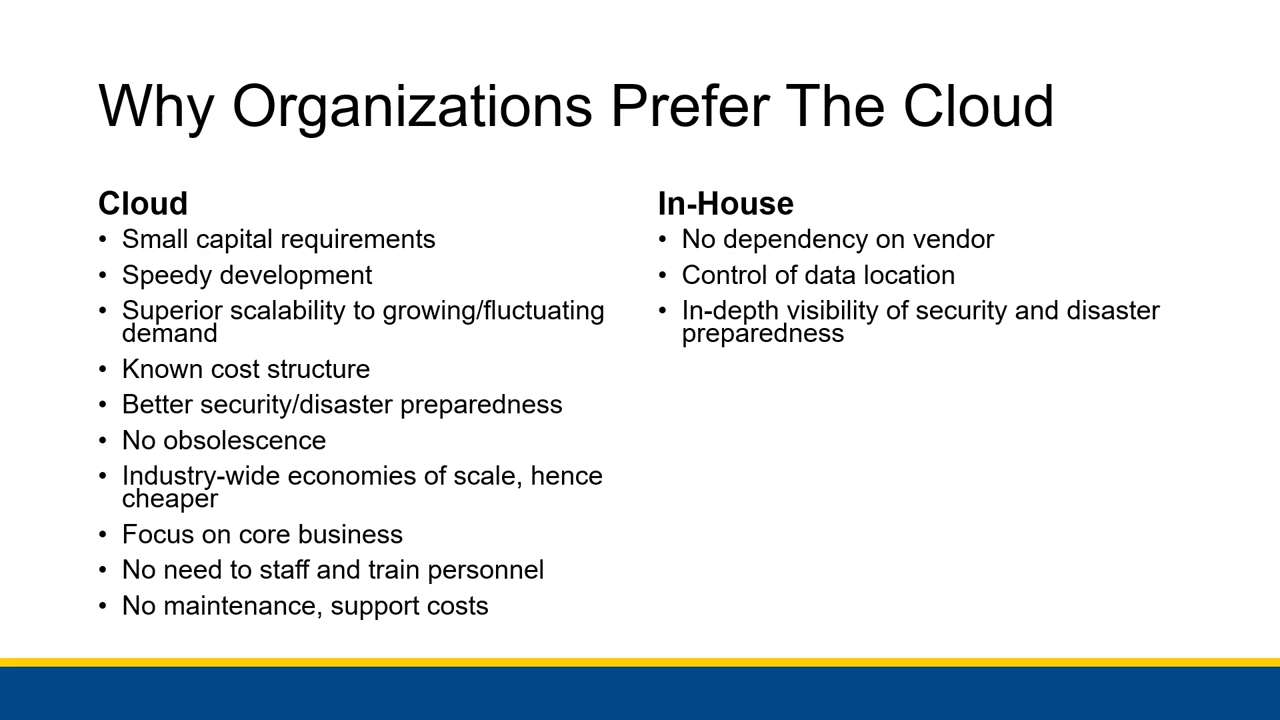 Why Organizations Prefer The Cloud
Cloud
• Small capital requirements
• Speedy development
• Superior scalability to growing/fluctuating
demand
• Known cost structure
• Better security/disaster preparedness
• No obsolescence
• Industry-wide economies of scale, hence
cheaper
• Focus on core business
• No need to staff and train personnel
• No maintenance, support costs
In-House
• No dependency on vendor
• Control of data location
• In-depth visibility of security and disaster
preparedness